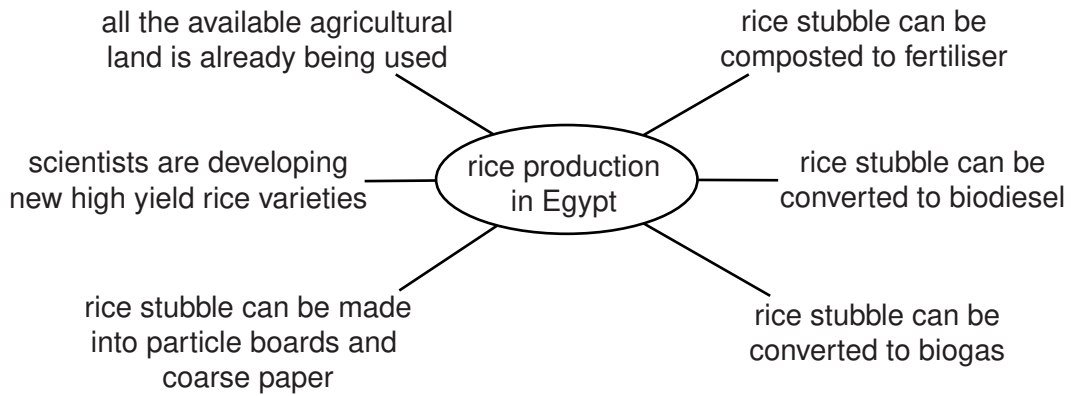 all the available agricultural
land is already being used
rice stubble can be
composted to fertiliser
scientists are developing
new high yield rice varieties
rice production
in Egypt
rice stubble can be
converted to biodiesel
rice stubble can be made
into particle boards and
coarse paper
rice stubble can be
converted to biogas